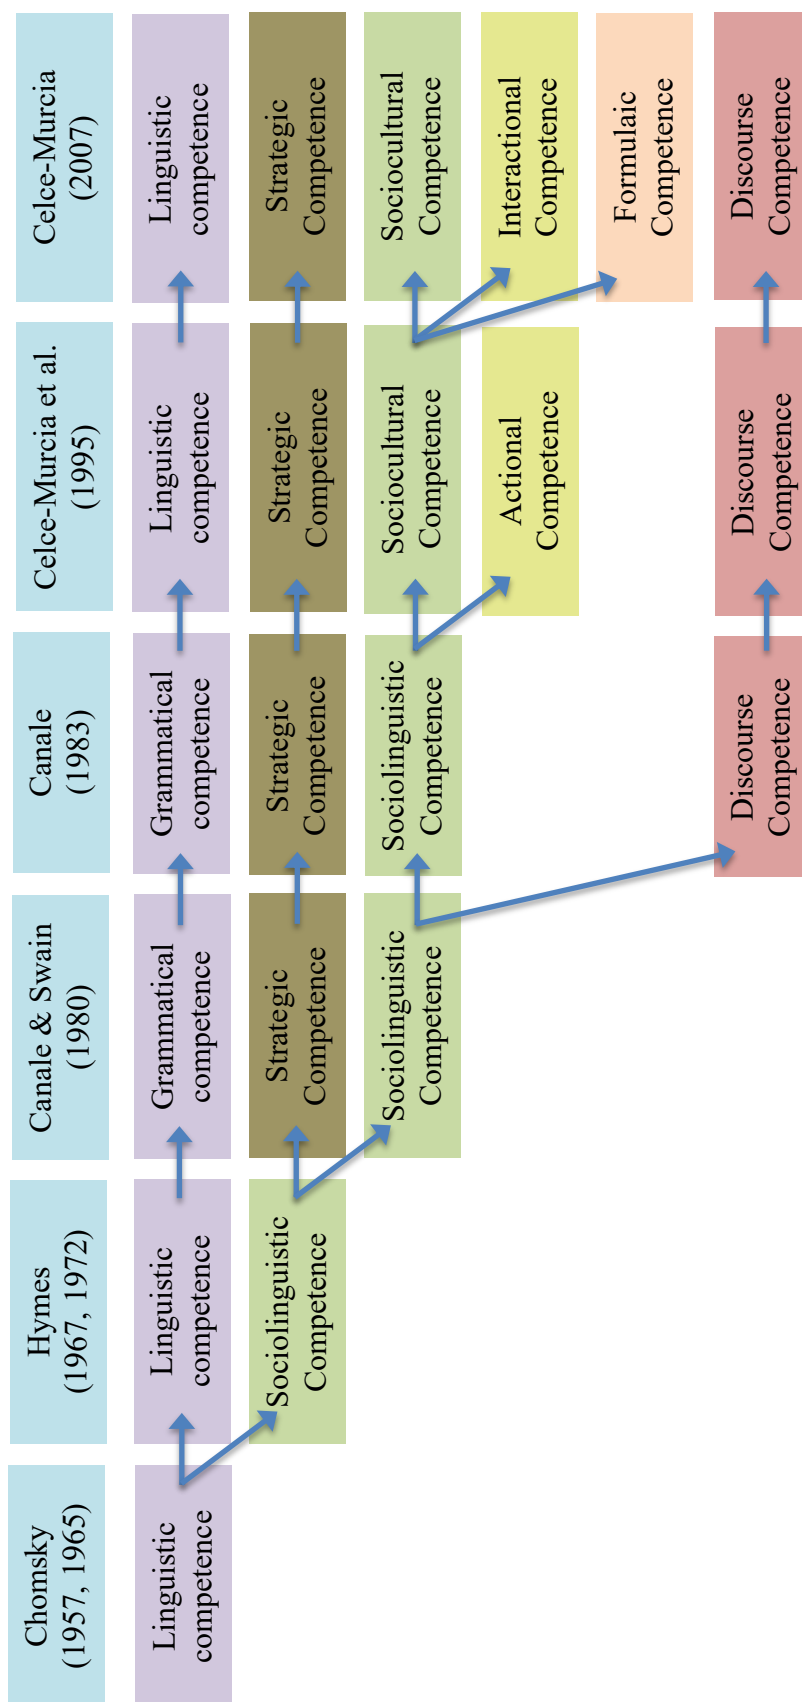 Chomsky
(1957, 1965)
Linguistic
competence
Hymes
(1967, 1972)
Linguistic
competence
Sociolinguistic
Competence
Canale & Swain
(1980)
Grammatical
competence
Strategic
Competence
Sociolinguistic
Competence
Canale
(1983)
Grammatical
competence
Strategic
Competence
Sociolinguistic
Competence
Discourse
Competence
Celce-Murcia et al.
(1995)
Linguistic
competence
Strategic
Competence
Sociocultural
Competence
Actional
Competence
Discourse
Competence
Celce-Murcia
(2007)
Linguistic
competence
Strategic
Competence
Sociocultural
Competence
Interactional
Competence
Formulaic
Competence
Discourse
Competence